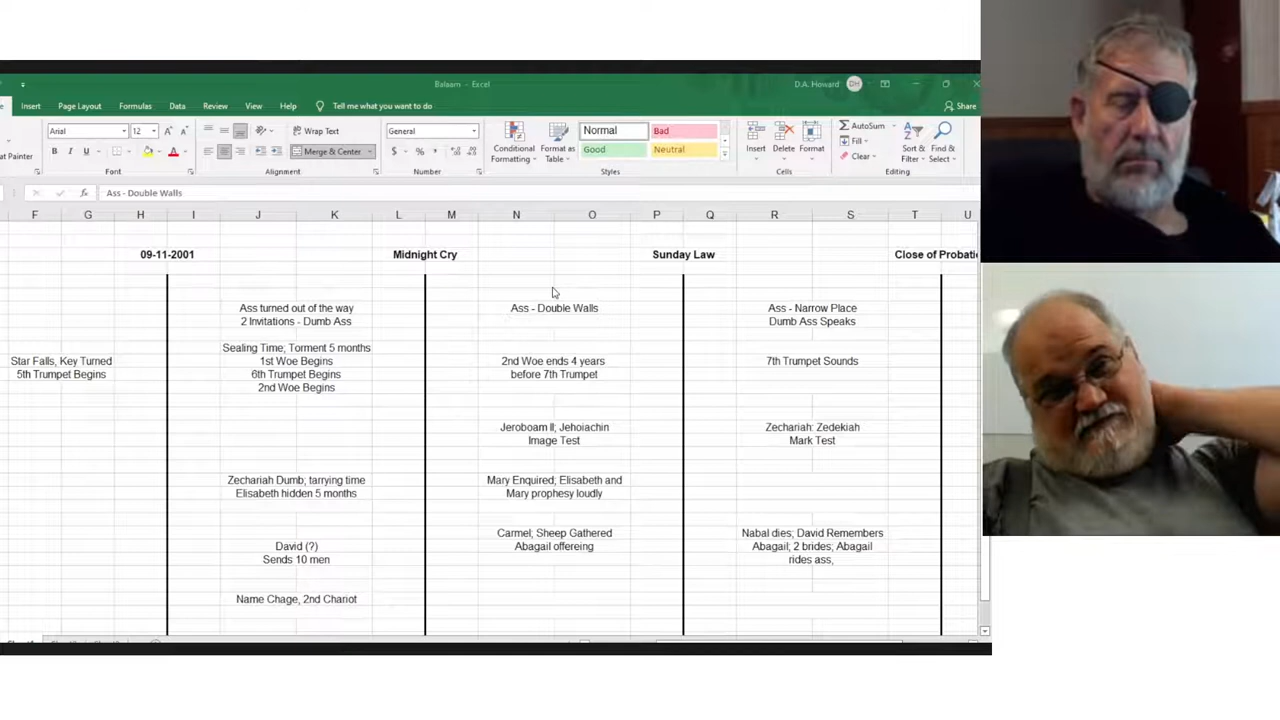 Balaam - Excel
D.A. Howard DH
Insert Page Layout Formulas Data Review View Help Tell me what you want to do Share
Arial 12 A A Wrap Text General Normal Bad AutoSum
at Painter B I U A Merge & Center $ % Conditional Formatting Format as Table Good Neutral Insert Delete Format Fill Clear Sort & Filter Find & Select
Font Alignment Number Styles Cells Editing
fx Ass - Double Walls
F G H I J K L M N O P Q R S T U
09-11-2001 Midnight Cry Sunday Law Close of Probati
Ass turned out of the way Ass - Double Walls Ass - Narrow Place
2 Invitations - Dumb Ass Dumb Ass Speaks
Sealing Time; Torment 5 months
Star Falls, Key Turned 1st Woe Begins 2nd Woe ends 4 years 7th Trumpet Sounds
5th Trumpet Begins 6th Trumpet Begins before 7th Trumpet
2nd Woe Begins
Jeroboam II; Jehoiachin Zechariah: Zedekiah
Image Test Mark Test
Zechariah Dumb; tarrying time Mary Enquired; Elisabeth and
Elisabeth hidden 5 months Mary prophesy loudly
Carmel; Sheep Gathered Nabal dies; David Remembers
David (?) Abagail offereing Abagail; 2 brides; Abagail
Sends 10 men rides ass,
Name Chage, 2nd Chariot